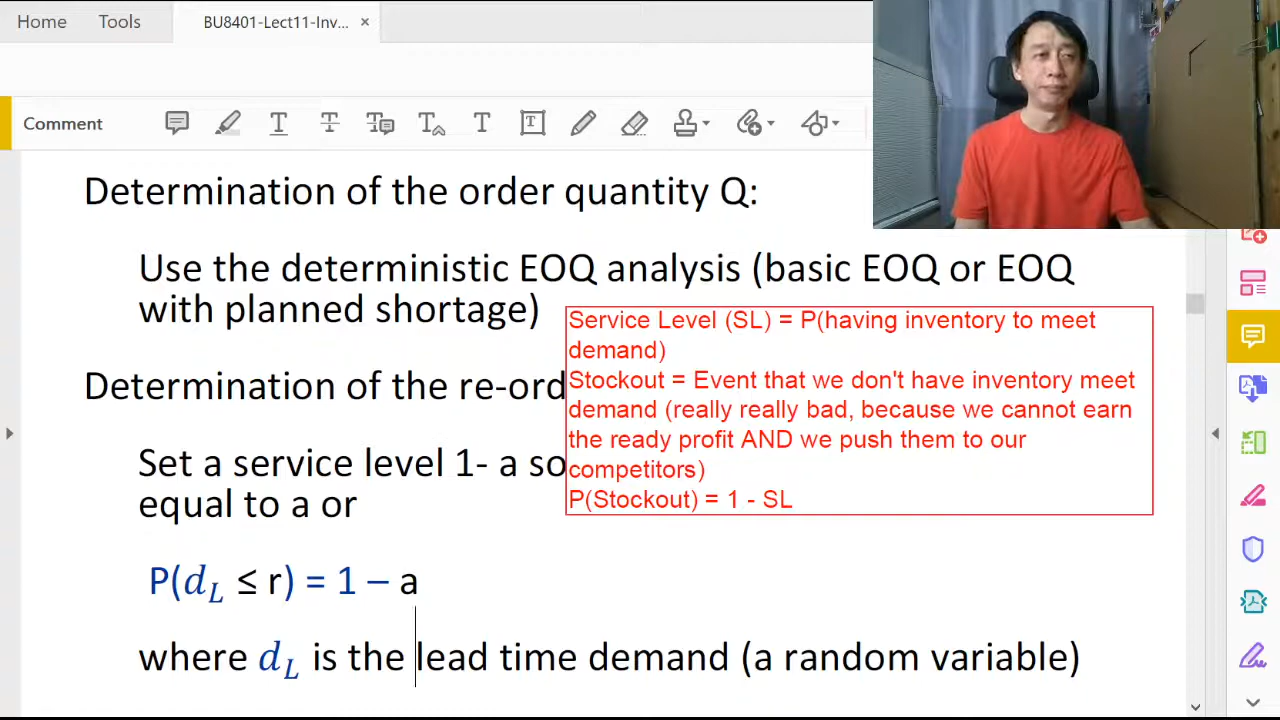 Home Tools BU8401-Lect11-Inv... ×
Comment
Determination of the order quantity Q:
Use the deterministic EOQ analysis (basic EOQ or EOQ
with planned shortage)
Determination of the re-ord
Set a service level 1- a so
equal to a or
Service Level (SL) = P(having inventory to meet
demand)
Stockout = Event that we don't have inventory meet
demand (really really bad, because we cannot earn
the ready profit AND we push them to our
competitors)
P(Stockout) = 1 - SL
P(d_L ≤ r) = 1 – a
where d_L is the lead time demand (a random variable)